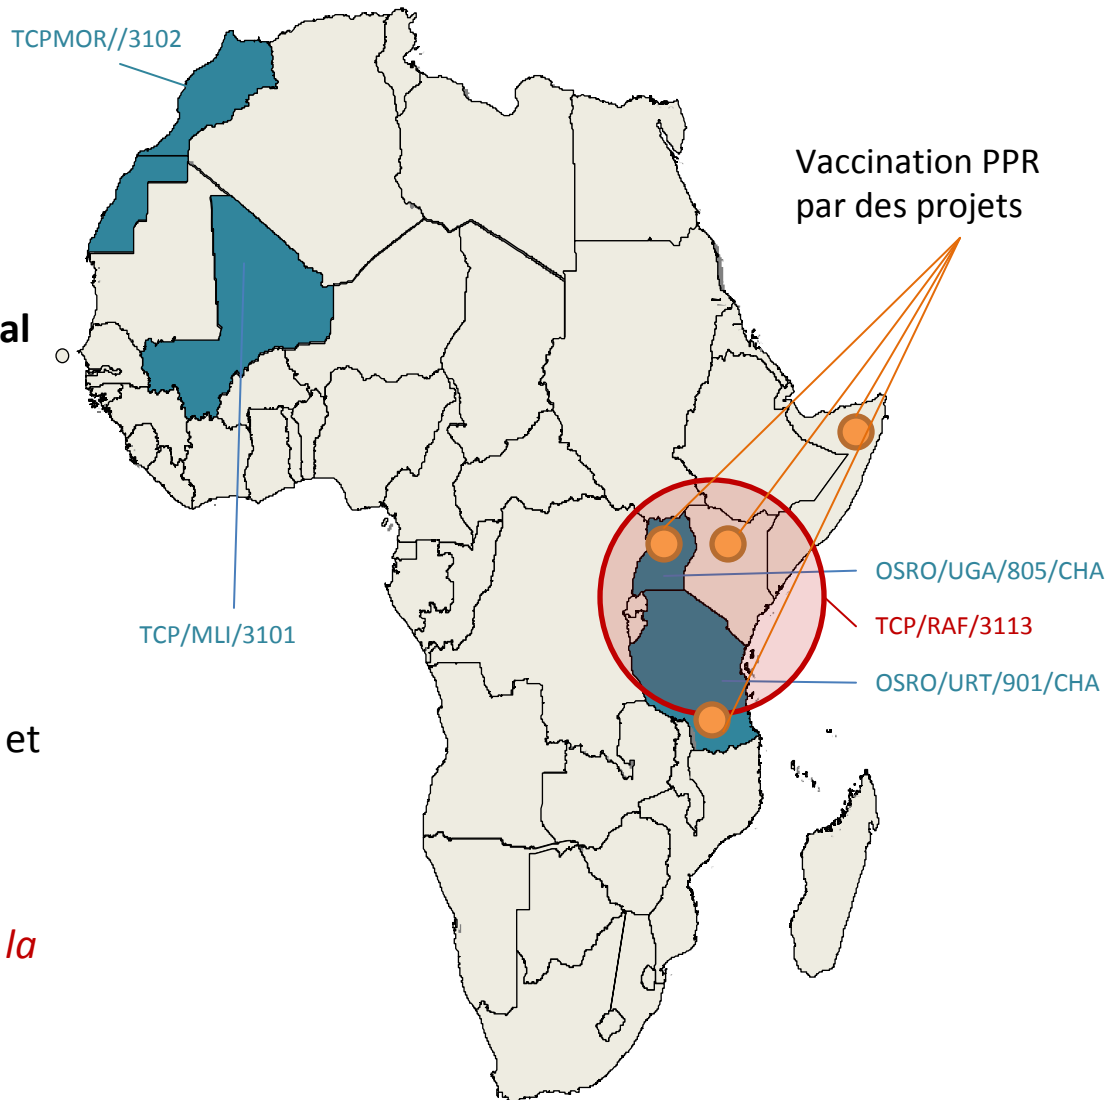 TCPMOR//3102
Vaccination PPR
par des projets
al
OSRO/UGA/805/CHA
TCP/RAF/3113
TCP/MLI/3101
OSRO/URT/901/CHA
et
la